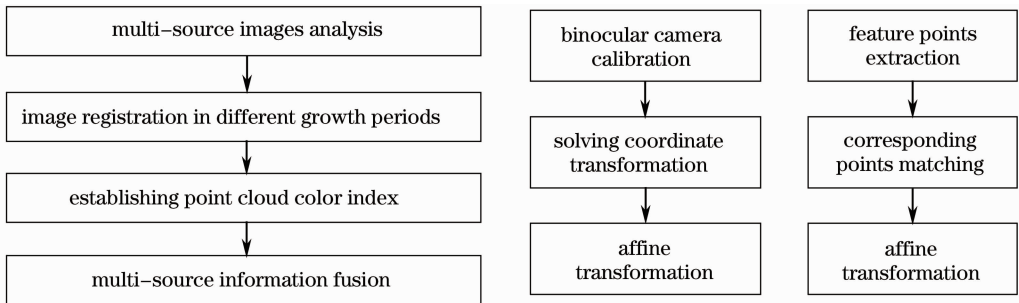 multi−source images analysis
image registration in different growth periods
establishing point cloud color index
multi−source information fusion
binocular camera
calibration
solving coordinate
transformation
affine
transformation
feature points
extraction
corresponding
points matching
affine
transformation